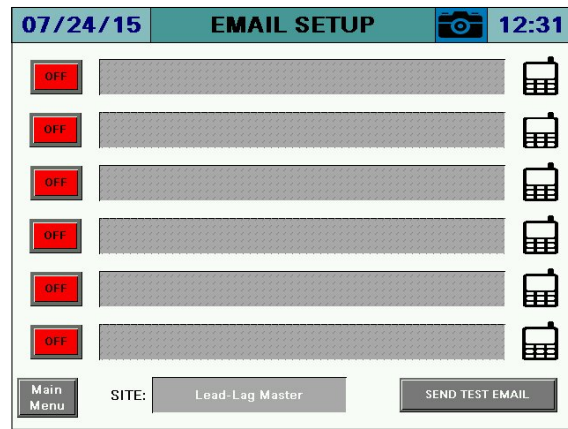 07/24/15 EMAIL SETUP 12:31
OFF
OFF
OFF
OFF
OFF
OFF
Main
Menu
SITE: Lead-Lag Master SEND TEST EMAIL